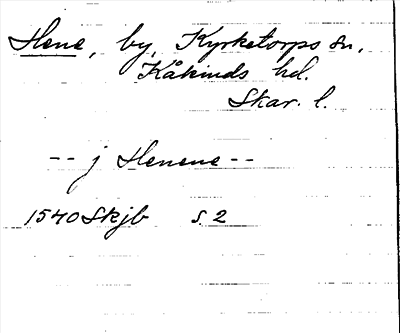 Hene, by, Kyrketorps sn,
Kåkinds hd.
Skar. l.
-- j Henene --
1540 Skjb s. 2